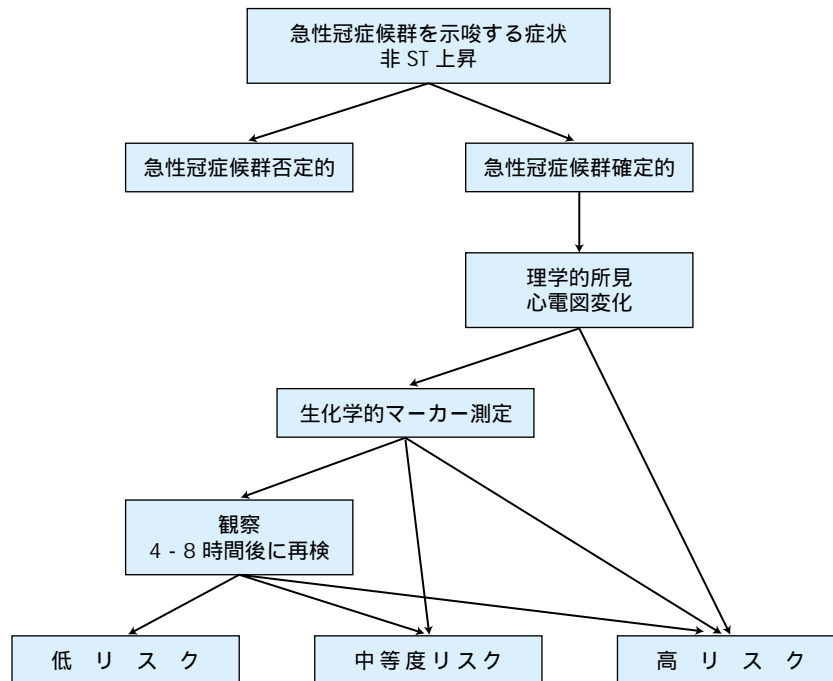 急性冠症候群を示唆する症状
非 ST 上昇
急性冠症候群否定的
急性冠症候群確定的
理学的所見
心電図変化
生化学的マーカー測定
観察
4 - 8 時間後に再検
低 リ ス ク
中等度リスク
高 リ ス ク